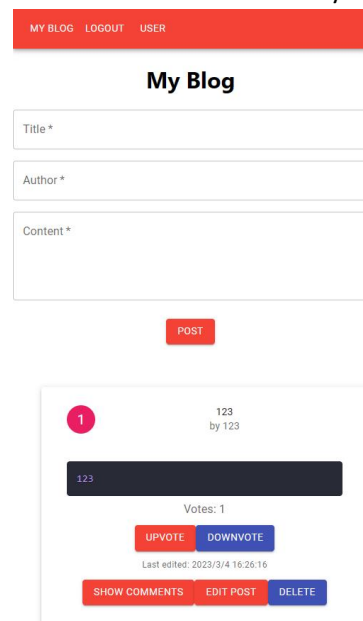 MY BLOG LOGOUT USER
My Blog
Title *
Author *
Content *
POST
1
123
by 123
123
Votes: 1
UPVOTE DOWNVOTE
Last edited: 2023/3/4 16:26:16
SHOW COMMENTS EDIT POST DELETE